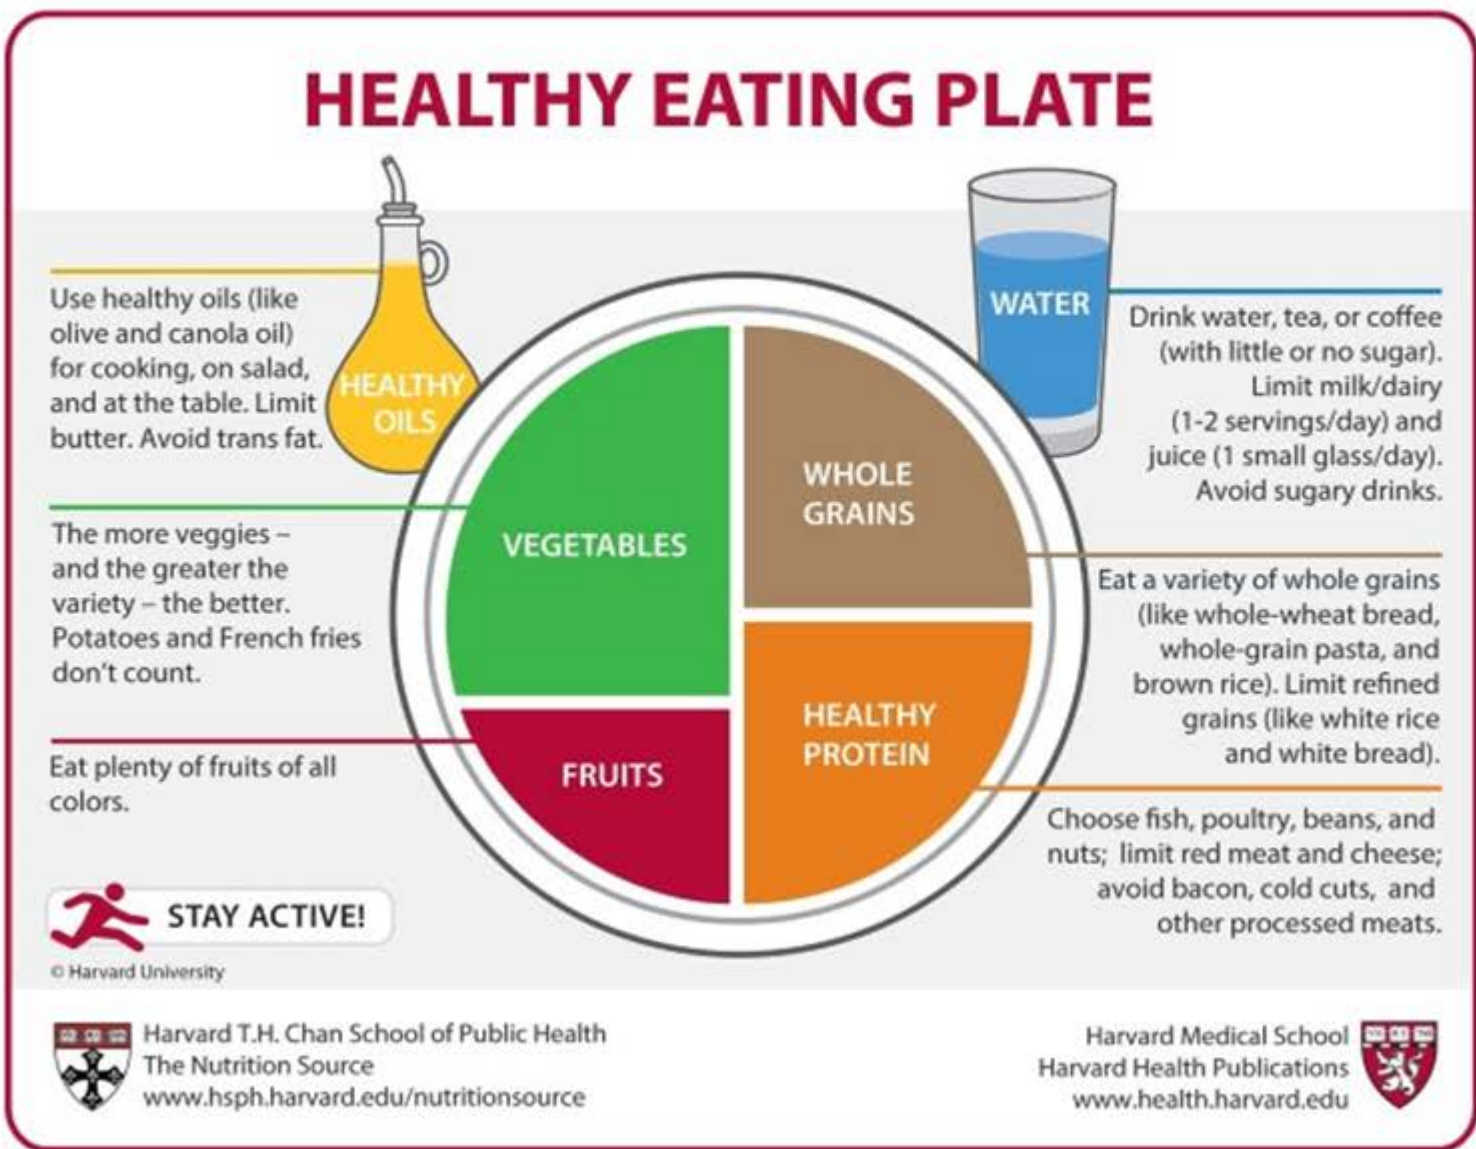 HEALTHY EATING PLATE
Use healthy oils (like
olive and canola oil)
for cooking, on salad,
and at the table. Limit
butter. Avoid trans fat.
HEALTHY
OILS
The more veggies –
and the greater the
variety – the better.
Potatoes and French fries
don't count.
Eat plenty of fruits of all
colors.
VEGETABLES
FRUITS
WHOLE
GRAINS
HEALTHY
PROTEIN
WATER
Drink water, tea, or coffee
(with little or no sugar).
Limit milk/dairy
(1-2 servings/day) and
juice (1 small glass/day).
Avoid sugary drinks.
Eat a variety of whole grains
(like whole-wheat bread,
whole-grain pasta, and
brown rice). Limit refined
grains (like white rice
and white bread).
Choose fish, poultry, beans, and
nuts; limit red meat and cheese;
avoid bacon, cold cuts, and
other processed meats.
STAY ACTIVE!
© Harvard University
Harvard T.H. Chan School of Public Health
The Nutrition Source
www.hsph.harvard.edu/nutritionsource
Harvard Medical School
Harvard Health Publications
www.health.harvard.edu